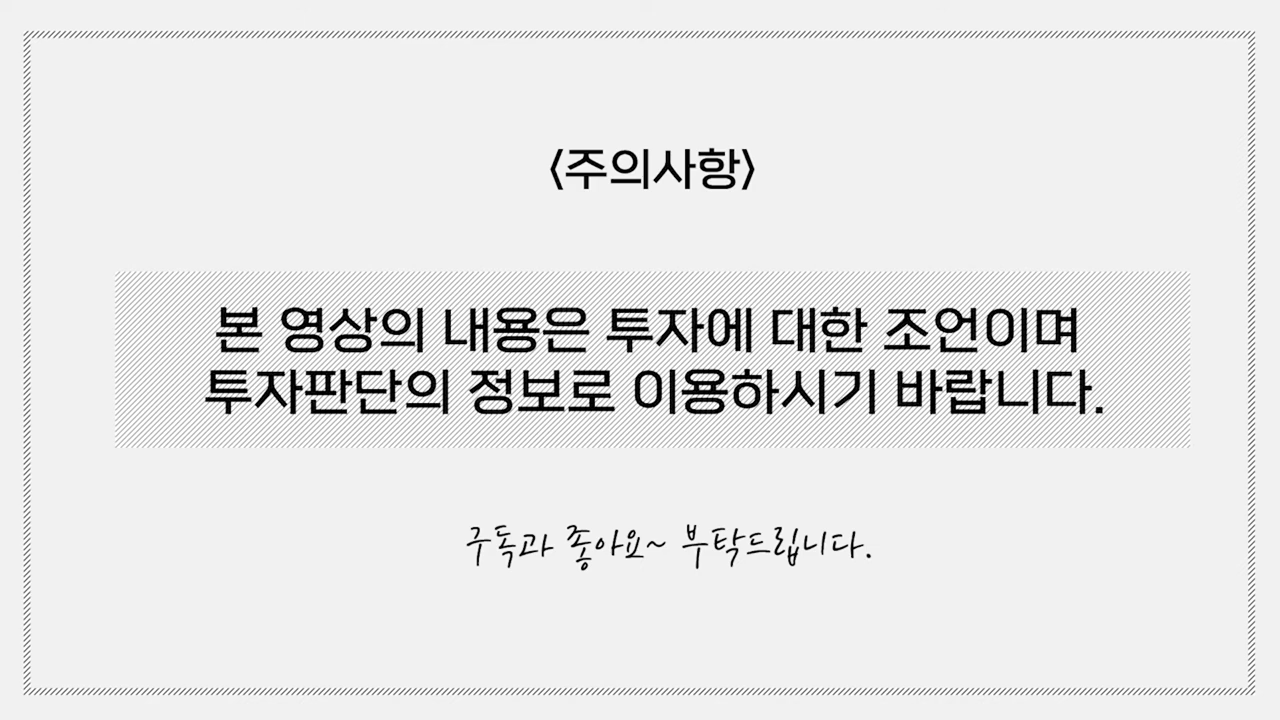 〈주의사항〉
본 영상의 내용은 투자에 대한 조언이며
투자판단의 정보로 이용하시기 바랍니다.
구독과 좋아요~ 부탁드립니다.